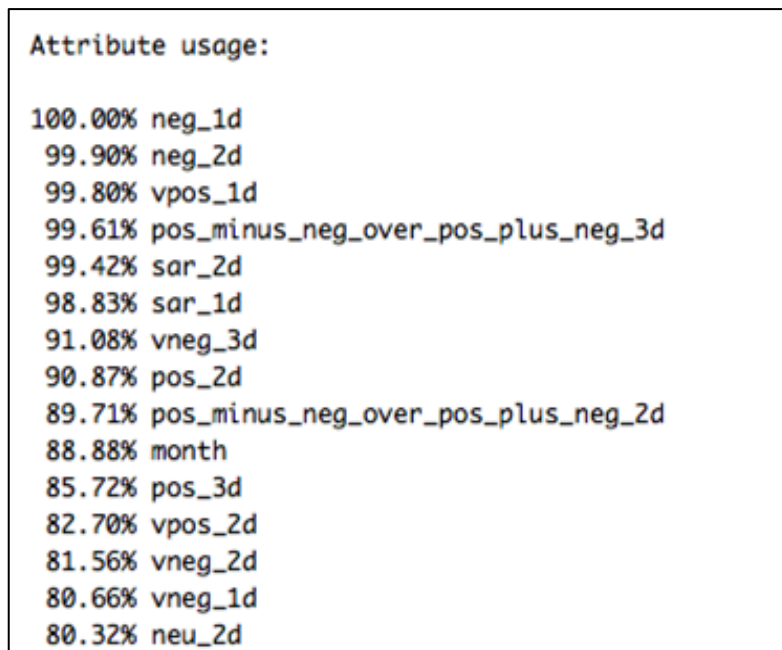 Attribute usage:
100.00% neg_1d
99.90% neg_2d
99.80% vpos_1d
99.61% pos_minus_neg_over_pos_plus_neg_3d
99.42% sar_2d
98.83% sar_1d
91.08% vneg_3d
90.87% pos_2d
89.71% pos_minus_neg_over_pos_plus_neg_2d
88.88% month
85.72% pos_3d
82.70% vpos_2d
81.56% vneg_2d
80.66% vneg_1d
80.32% neu_2d